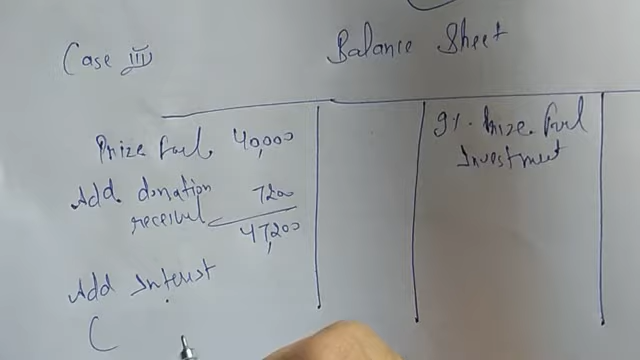 Case III
Balance Sheet
Prize Fund 40,000
Add donation 7200
received
47,200
Add Interest
(
9% Prize Fund
Investment